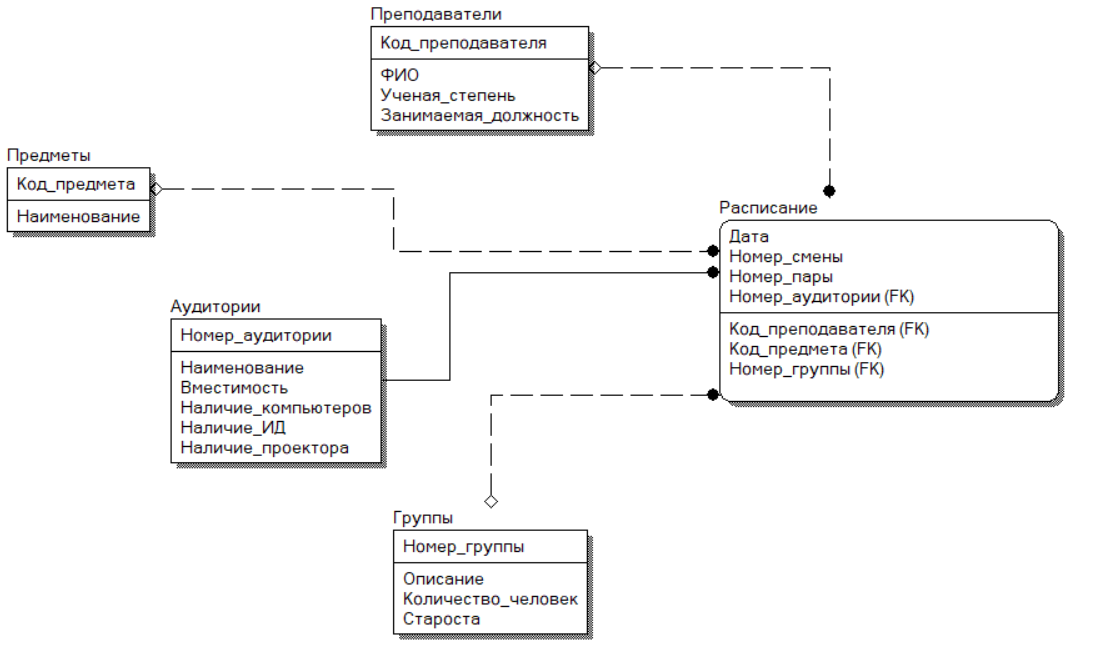 Преподаватели
Код_преподавателя
ФИО
Ученая_степень
Занимаемая_должность
Предметы
Код_предмета
Наименование
Расписание
Дата
Номер_смены
Номер_пары
Номер_аудитории (FK)
Код_преподавателя (FK)
Код_предмета (FK)
Номер_группы (FK)
Аудитории
Номер_аудитории
Наименование
Вместимость
Наличие_компьютеров
Наличие_ИД
Наличие_проектора
Группы
Номер_группы
Описание
Количество_человек
Староста